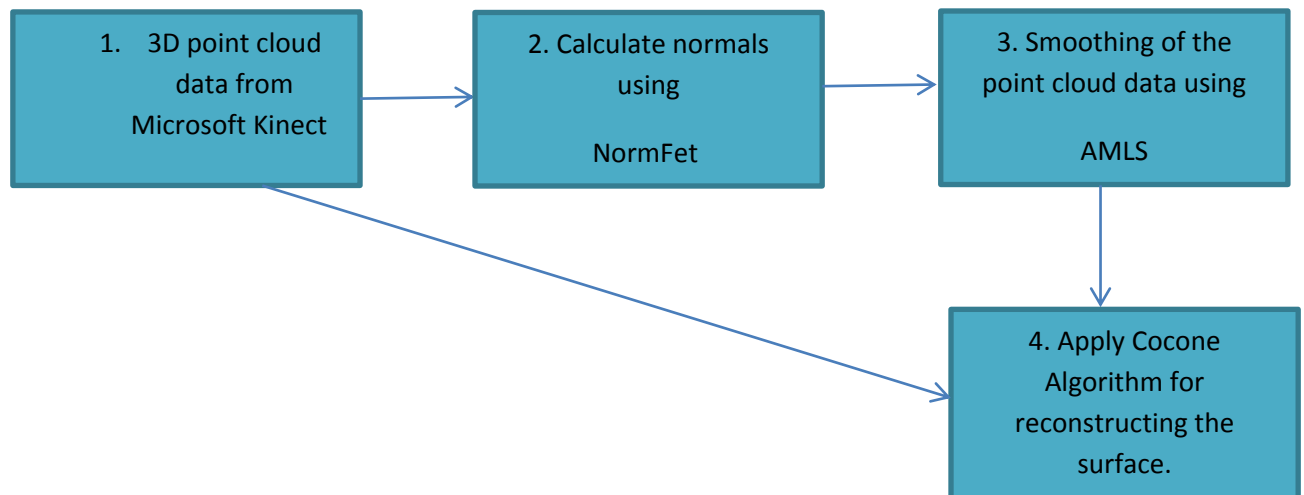 1. 3D point cloud
data from
Microsoft Kinect
2. Calculate normals
using
NormFet
3. Smoothing of the
point cloud data using
AMLS
4. Apply Cocone
Algorithm for
reconstructing the
surface.